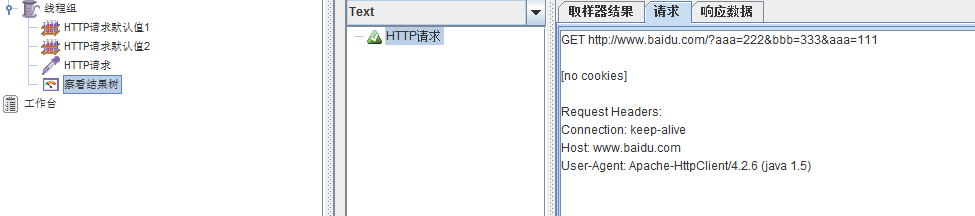 线程组
HTTP请求默认值1
HTTP请求默认值2
HTTP请求
察看结果树
工作台
Text
HTTP请求
取样器结果 请求 响应数据
GET http://www.baidu.com/?aaa=222&bbb=333&aaa=111
[no cookies]
Request Headers:
Connection: keep-alive
Host: www.baidu.com
User-Agent: Apache-HttpClient/4.2.6 (java 1.5)